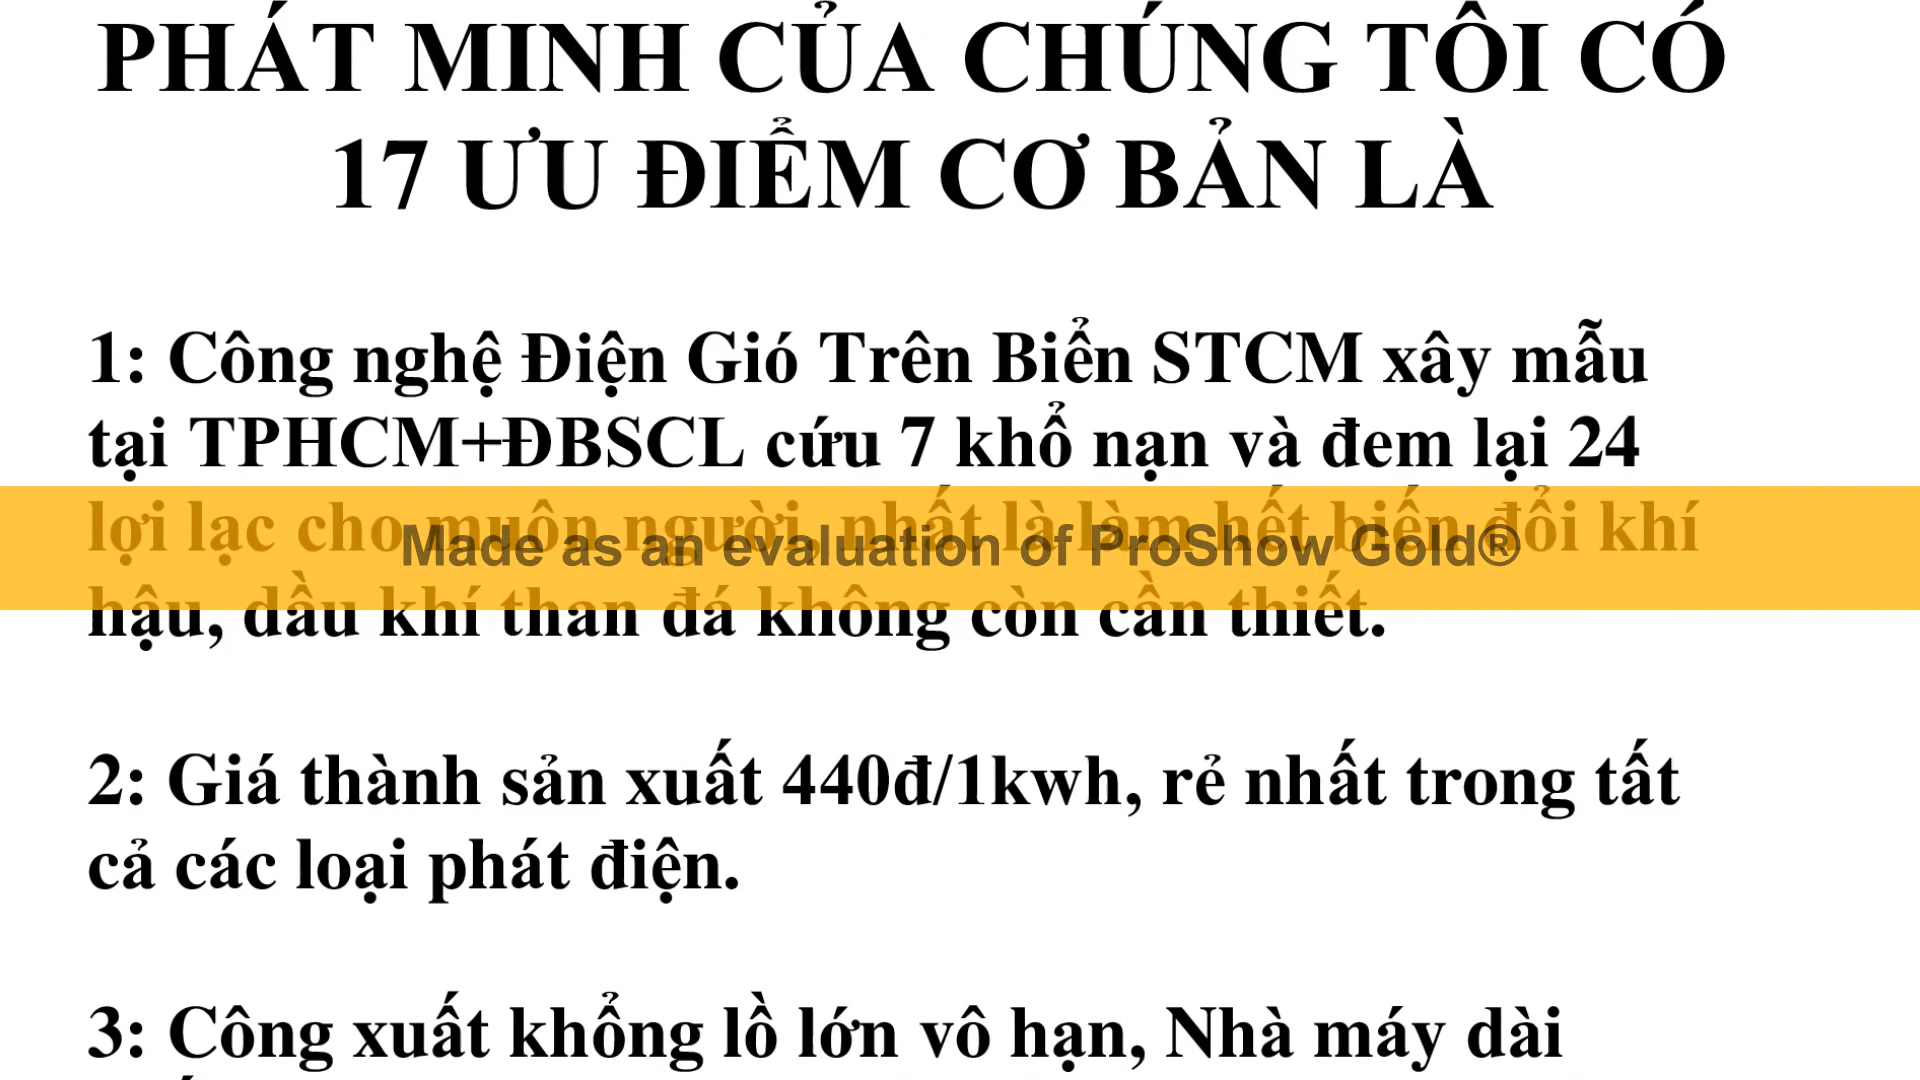 PHÁT MINH CỦA CHÚNG TÔI CÓ
17 ƯU ĐIỂM CƠ BẢN LÀ
1: Công nghệ Điện Gió Trên Biển STCM xây mẫu
tại TPHCM+ĐBSCL cứu 7 khổ nạn và đem lại 24
lợi lạc cho muôn người, nhất là làm hết biến đổi khí
Made as an evaluation of ProShow Gold®
hậu, dầu khí than đá không còn cần thiết.
2: Giá thành sản xuất 440đ/1kwh, rẻ nhất trong tất
cả các loại phát điện.
3: Công xuất khổng lồ lớn vô hạn, Nhà máy dài